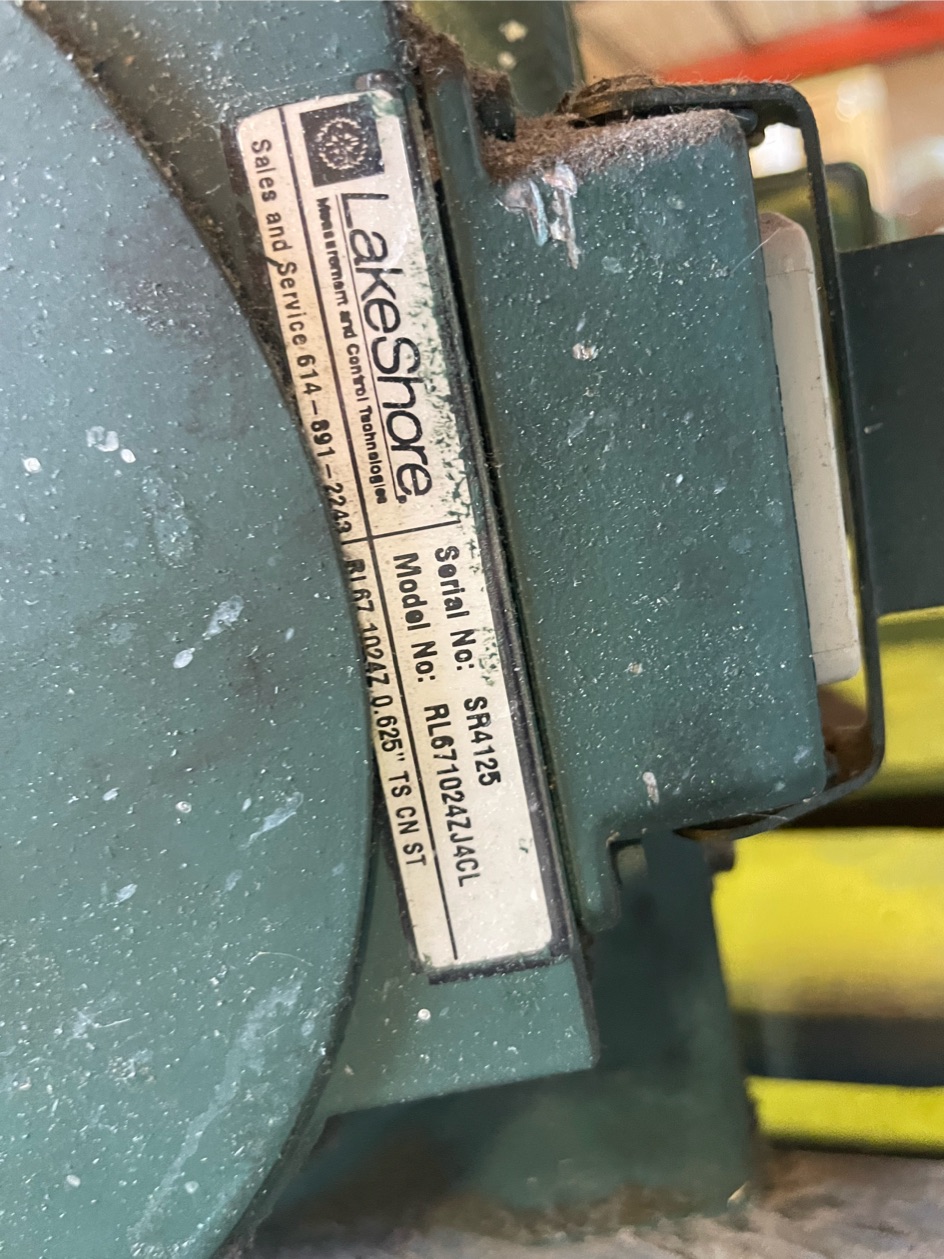 LakeShore®
Measurement and Control Technologies
Serial No: SR4125
Model No: RL671024ZJ4CL
Sales and Service 614-891-2243
RL67 1024Z 0.625" TS CN ST